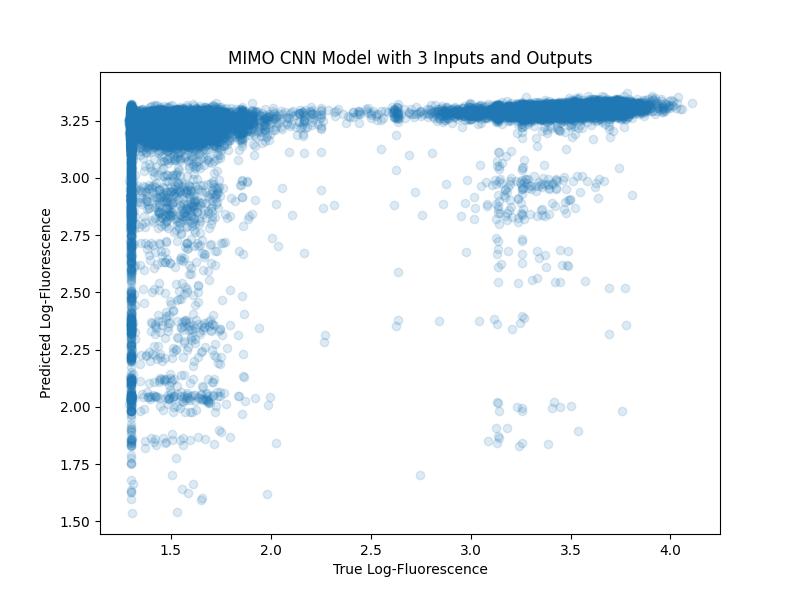 MIMO CNN Model with 3 Inputs and Outputs
3.25
3.00
2.75
2.50
2.25
2.00
1.75
1.50
Predicted Log-Fluorescence
1.5 2.0 2.5 3.0 3.5 4.0
True Log-Fluorescence